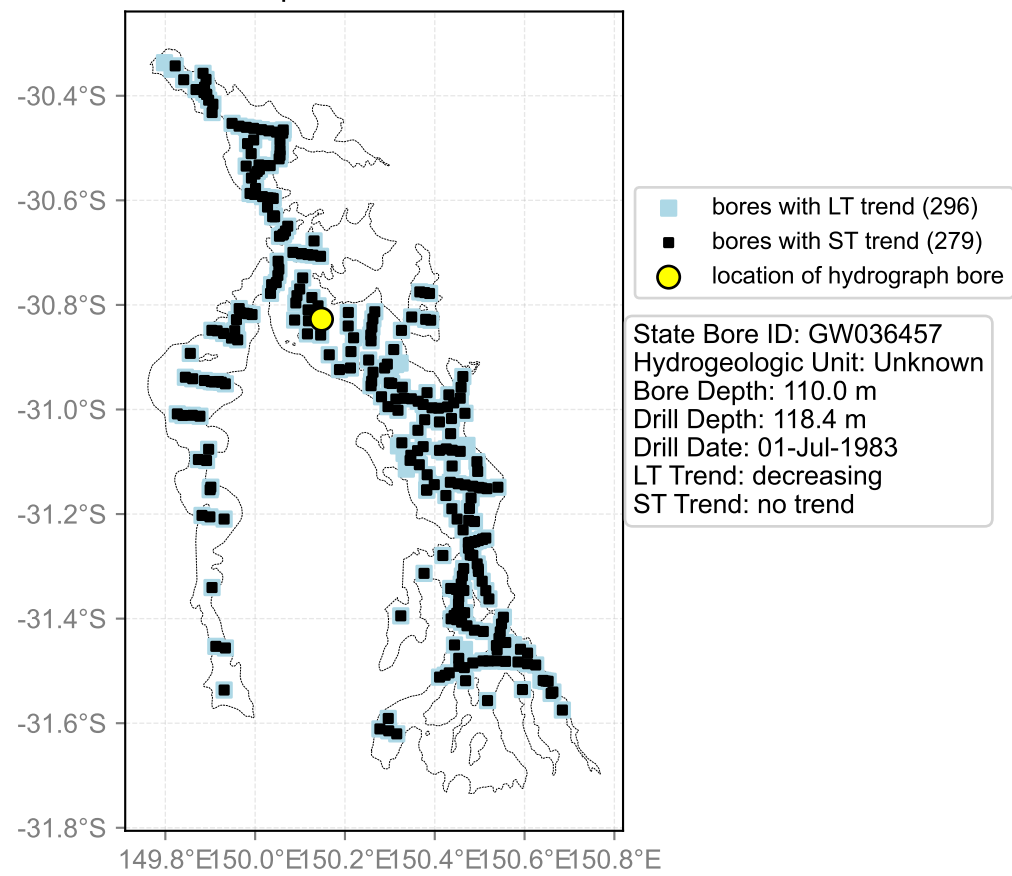 -30.4°S
-30.6°S
-30.8°S
-31.0°S
-31.2°S
-31.4°S
-31.6°S
-31.8°S
149.8°E150.0°E150.2°E150.4°E150.6°E150.8°E
bores with LT trend (296)
bores with ST trend (279)
location of hydrograph bore
State Bore ID: GW036457
Hydrogeologic Unit: Unknown
Bore Depth: 110.0 m
Drill Depth: 118.4 m
Drill Date: 01-Jul-1983
LT Trend: decreasing
ST Trend: no trend